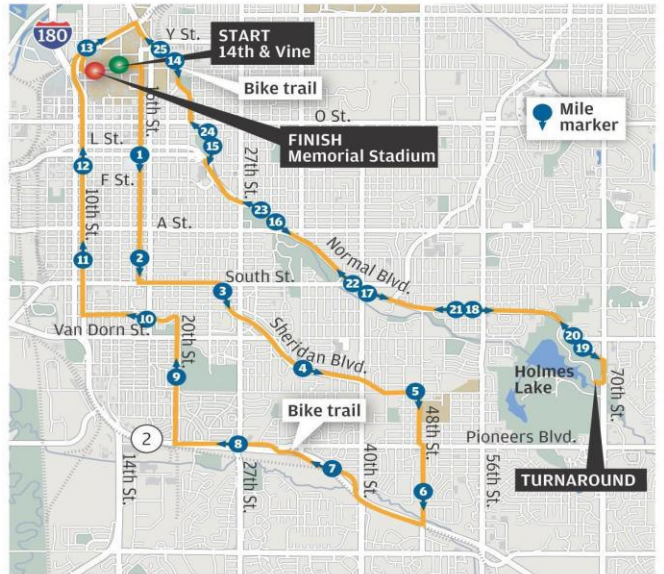 180
Y St.
START
14th & Vine
Bike trail
13
25
14
16th St.
O St.
Mile
marker
FINISH
Memorial Stadium
L St.
24
15
27th St.
1
12
F St.
10th St.
A St.
23
16
11
2
South St.
3
Normal Blvd.
22
17
21
18
10
Van Dorn St.
20th St.
Sheridan Blvd.
20
19
Holmes
Lake
70th St.
4
9
5
Bike trail
48th St.
2
8
Pioneers Blvd.
7
14th St.
27th St.
40th St.
6
56th St.
TURNAROUND